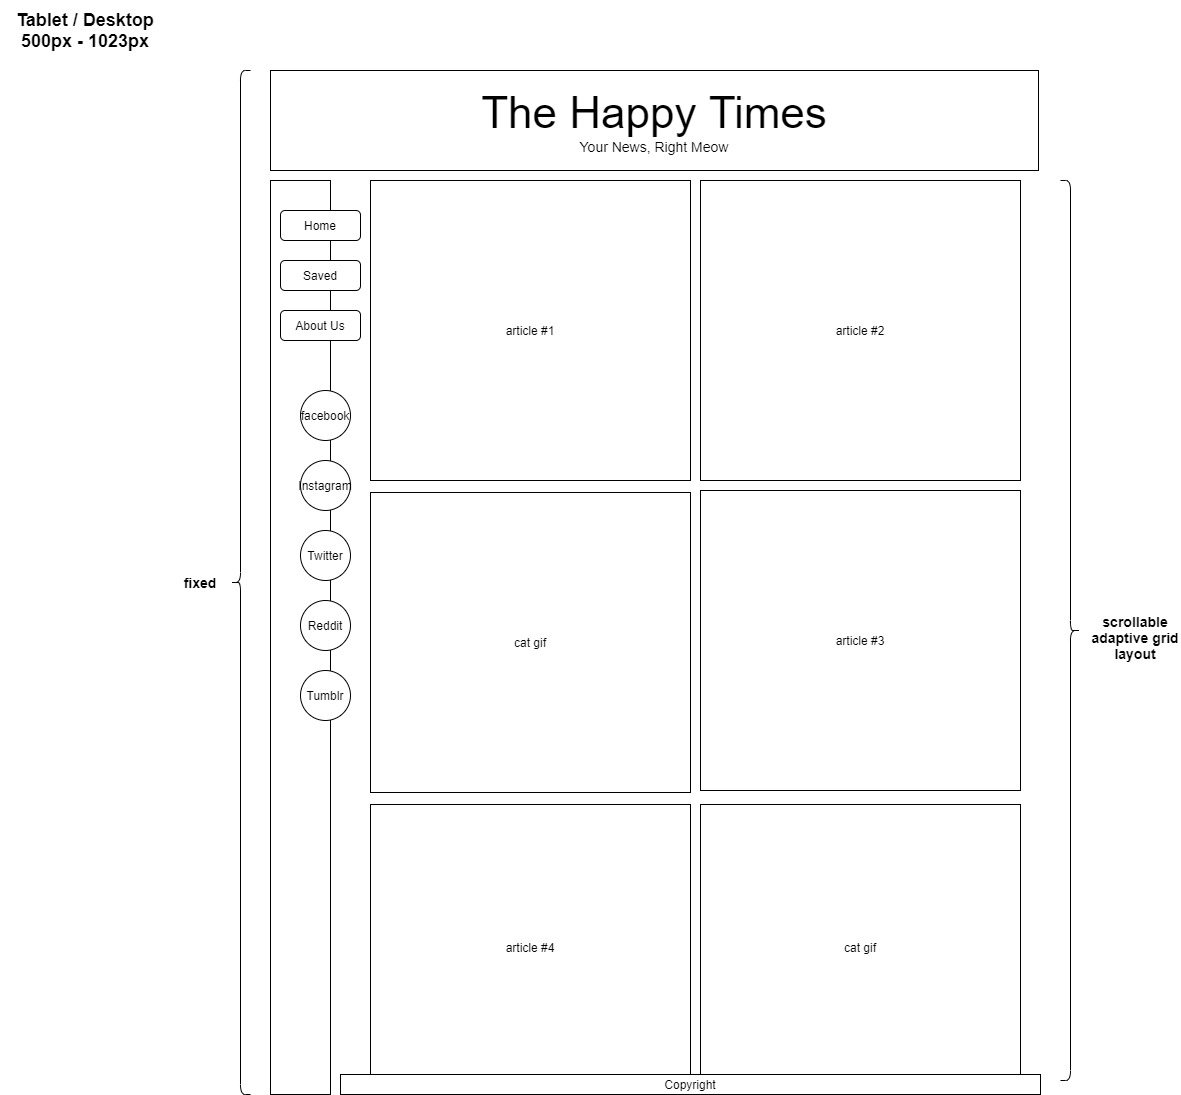 Tablet / Desktop
500px - 1023px
The Happy Times
Your News, Right Meow
Home
Saved
About Us
facebook
Instagram
Twitter
Reddit
Tumblr
article #1
article #2
cat gif
article #3
article #4
cat gif
Copyright
fixed
scrollable
adaptive grid
layout